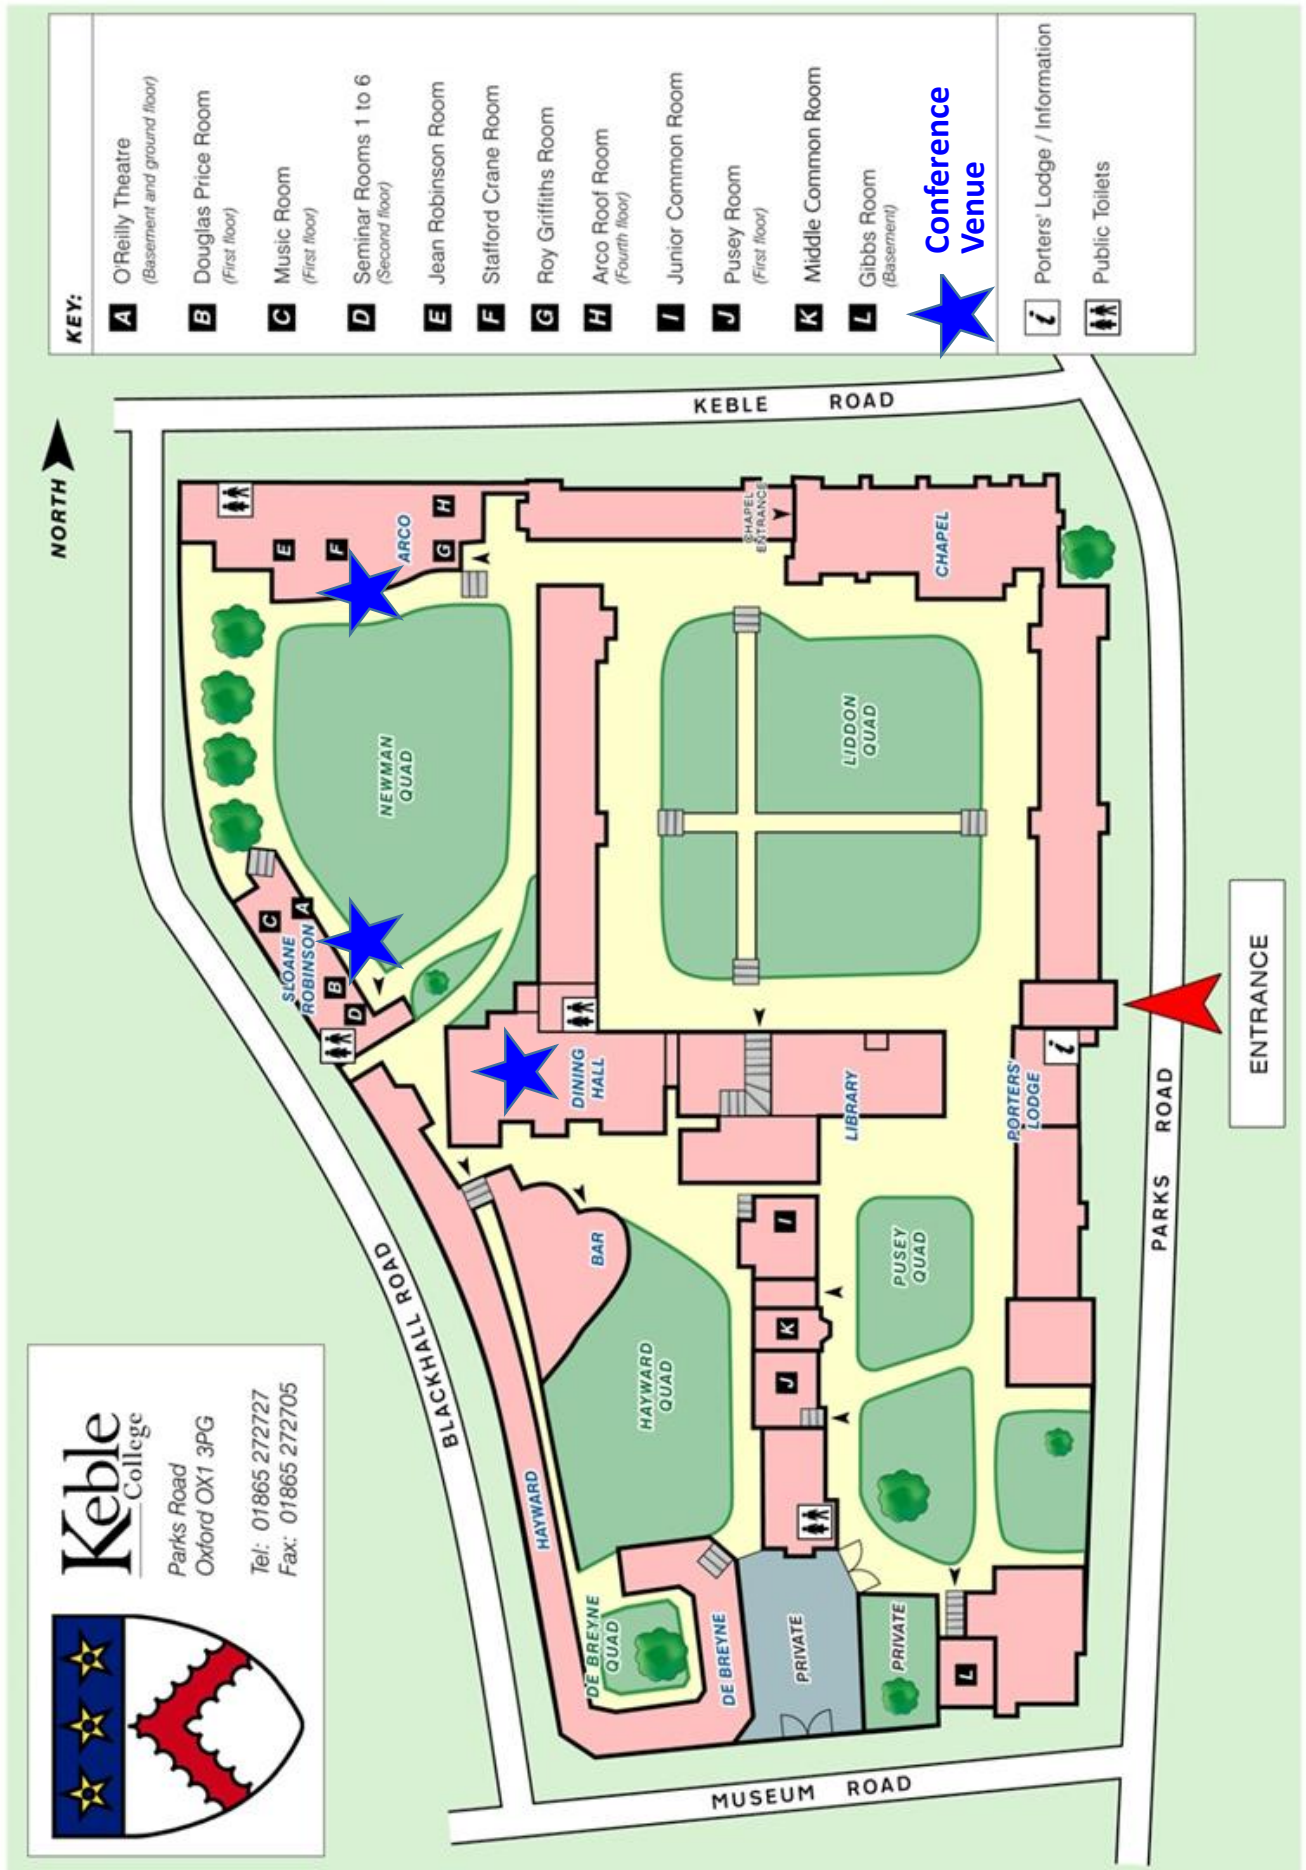 Keble
College
Parks Road
Oxford OX1 3PG
Tel: 01865 272727
Fax: 01865 272705
NORTH
KEY:
A O'Reilly Theatre
(Basement and ground floor)
B Douglas Price Room
(First floor)
C Music Room
(First floor)
D Seminar Rooms 1 to 6
(Second floor)
E Jean Robinson Room
F Stafford Crane Room
G Roy Griffiths Room
H Arco Roof Room
(Fourth floor)
I Junior Common Room
J Pusey Room
(First floor)
K Middle Common Room
L Gibbs Room
(Basement)
Conference
Venue
i Porters' Lodge / Information
Public Toilets
BLACKHALL ROAD
KEBLE ROAD
MUSEUM ROAD
PARKS ROAD
ENTRANCE
HAYWARD
DE BREYNE
QUAD
DE BREYNE
PRIVATE
PRIVATE
L
HAYWARD
QUAD
BAR
J
K
I
PUSEY
QUAD
SLOANE
ROBINSON
D
B
A
C
DINING
HALL
LIBRARY
PORTERS'
LODGE
i
NEWMAN
QUAD
LIDDON
QUAD
E
F
G
H
ARCO
CHAPEL
ENTRANCE
CHAPEL